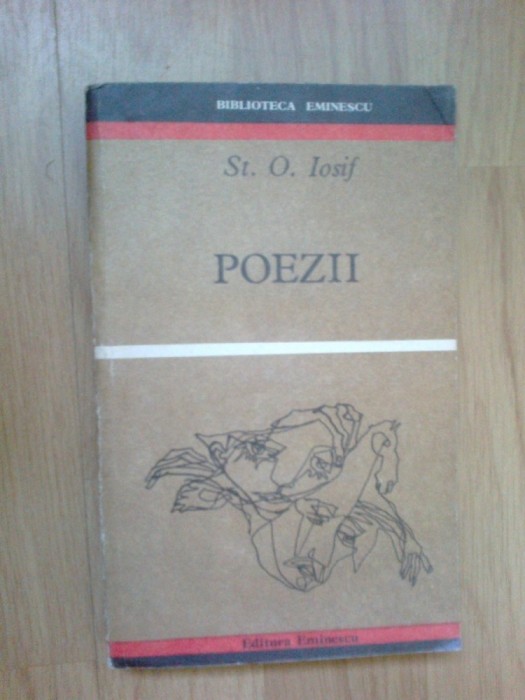 BIBLIOTECA EMINESCU
St. O. Iosif
POEZII
Editura Eminescu